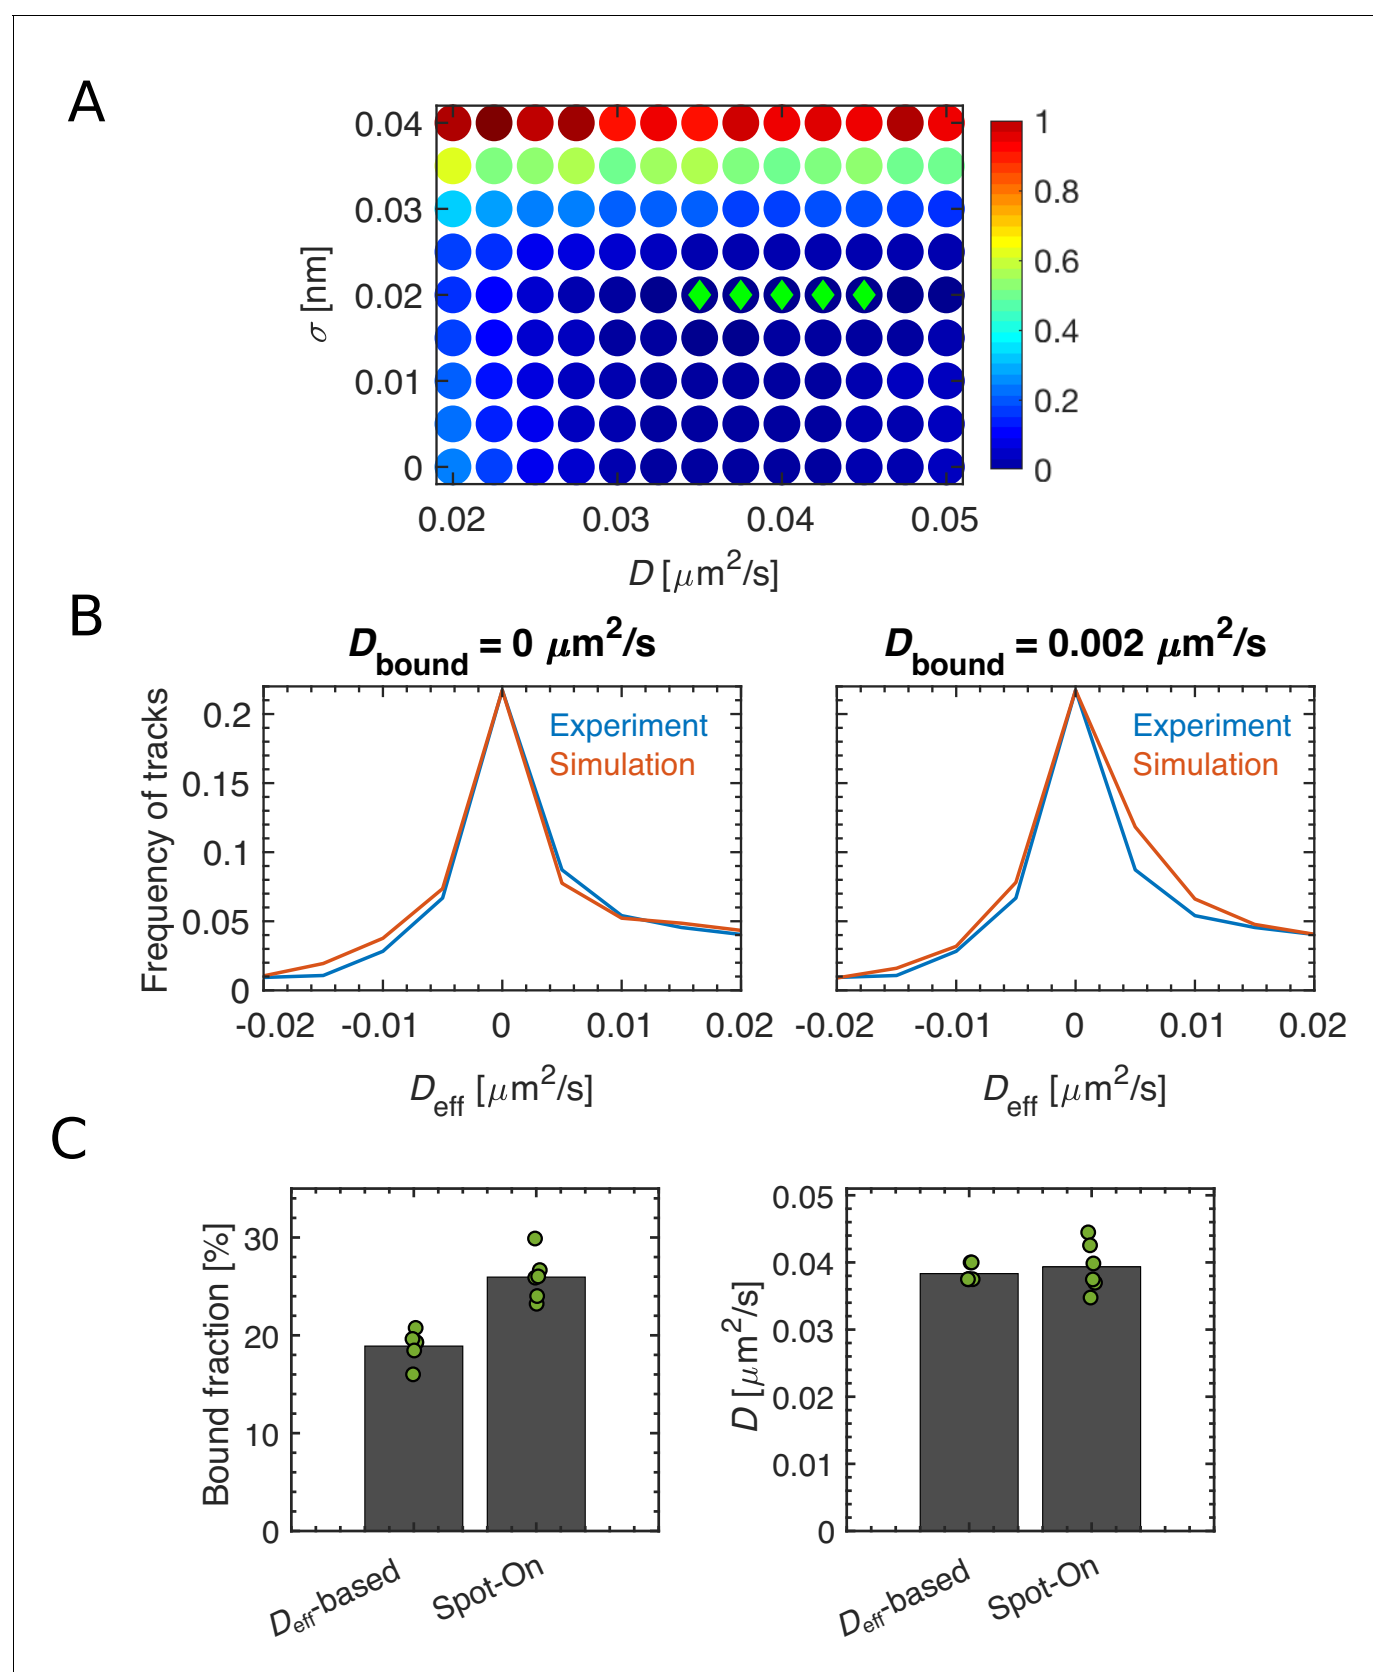 A
0.04
0.03
0.02
0.01
0
σ [nm]
0.02 0.03 0.04 0.05
D [μm²/s]
1
0.8
0.6
0.4
0.2
0
B
D_bound = 0 μm²/s
Frequency of tracks
0.2
0.15
0.1
0.05
0
Experiment
Simulation
-0.02 -0.01 0 0.01 0.02
D_eff [μm²/s]
D_bound = 0.002 μm²/s
Experiment
Simulation
-0.02 -0.01 0 0.01 0.02
D_eff [μm²/s]
C
Bound fraction [%]
30
20
10
0
D_eff-based
Spot-On
D [μm²/s]
0.05
0.04
0.03
0.02
0.01
0
D_eff-based
Spot-On